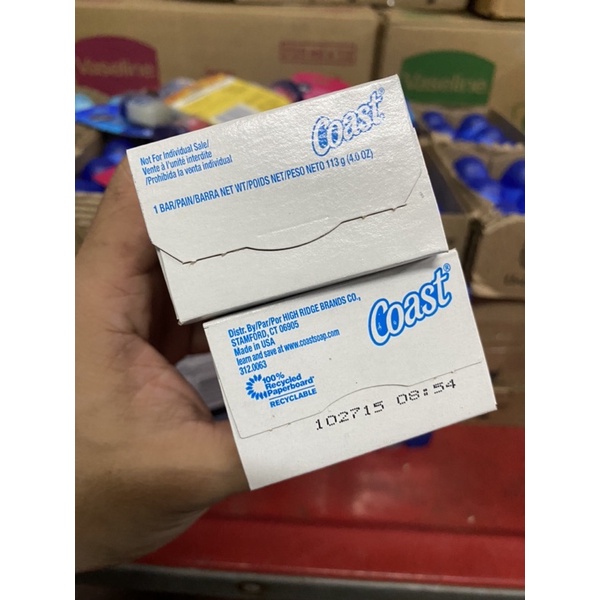 Vaseline
Vaseline
Coast®
Not For Individual Sale/
Vente à l'unité interdite
/Prohibida la venta individual
1 BAR/PAIN/BARRA NET WT/POIDS NET/PESO NETO 113 g (4.0 OZ)
Distr. By/Par/Por HIGH RIDGE BRANDS CO.,
STAMFORD, CT 06905
Made in USA
learn and save at www.coastsoap.com
312.0063
Coast®
100%
Recycled
Paperboard
RECYCLABLE
102715 08:54